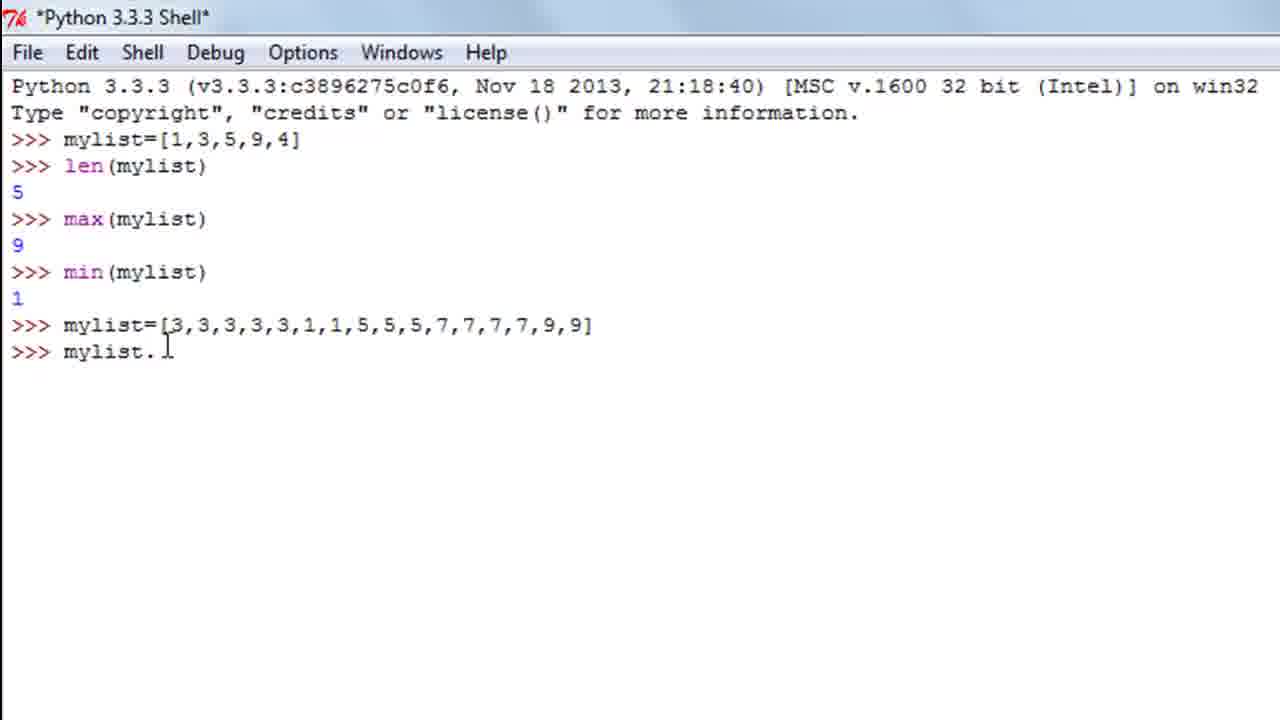 *Python 3.3.3 Shell*
File Edit Shell Debug Options Windows Help
Python 3.3.3 (v3.3.3:c3896275c0f6, Nov 18 2013, 21:18:40) [MSC v.1600 32 bit (Intel)] on win32
Type "copyright", "credits" or "license()" for more information.
>>> mylist=[1,3,5,9,4]
>>> len(mylist)
5
>>> max(mylist)
9
>>> min(mylist)
1
>>> mylist=[3,3,3,3,3,1,1,5,5,5,7,7,7,7,9,9]
>>> mylist.